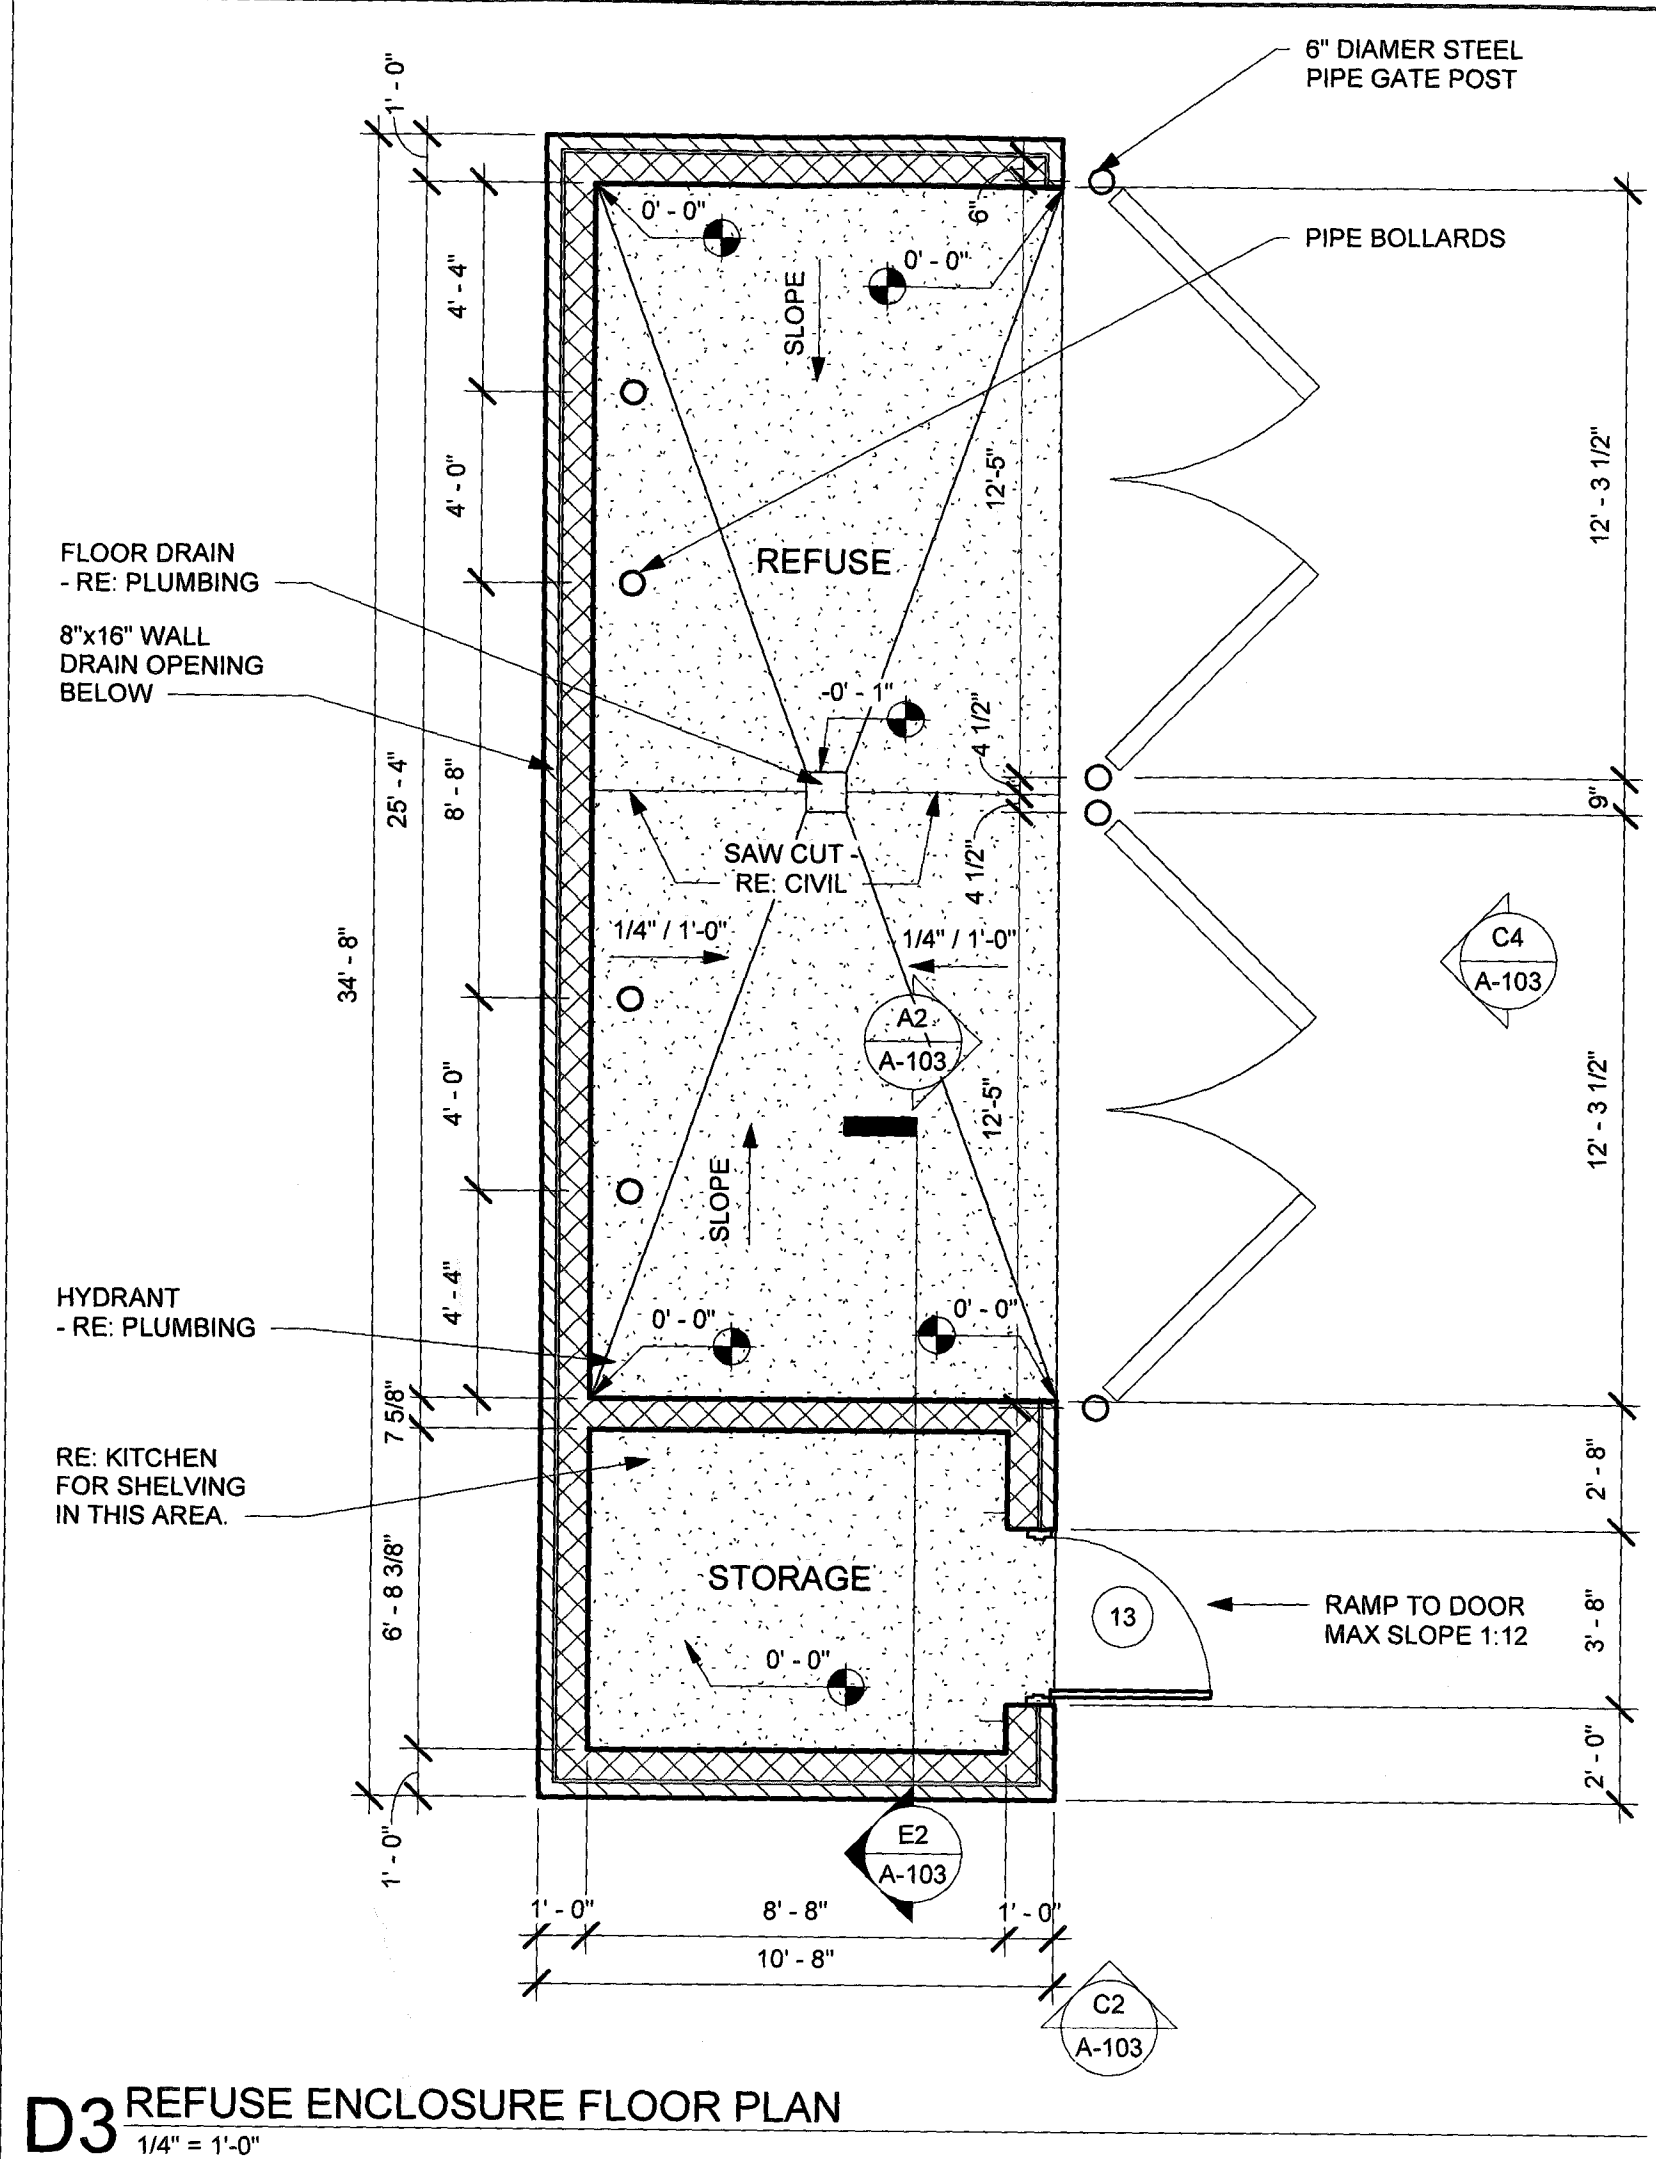 6" DIAMER STEEL
PIPE GATE POST
1' - 0"
0' - 0"
6"
PIPE BOLLARDS
0' - 0"
4' - 4"
SLOPE
4' - 0"
12'-5"
12' - 3 1/2"
FLOOR DRAIN
- RE: PLUMBING
REFUSE
8"x16" WALL
DRAIN OPENING
BELOW
-0' - 1"
4 1/2"
25' - 4"
8' - 8"
9"
SAW CUT -
RE: CIVIL
4 1/2"
34' - 8"
1/4" / 1'-0"
1/4" / 1'-0"
C4
A-103
A2
A-103
4' - 0"
12'-5"
12' - 3 1/2"
SLOPE
HYDRANT
- RE: PLUMBING
4' - 4"
0' - 0"
0' - 0"
7 5/8"
RE: KITCHEN
FOR SHELVING
IN THIS AREA.
2' - 8"
6' - 8 3/8"
STORAGE
13
RAMP TO DOOR
MAX SLOPE 1:12
3' - 8"
0' - 0"
2' - 0"
1' - 0"
E2
A-103
1' - 0"
8' - 8"
1' - 0"
10' - 8"
C2
A-103
D3
REFUSE ENCLOSURE FLOOR PLAN
1/4" = 1'-0"